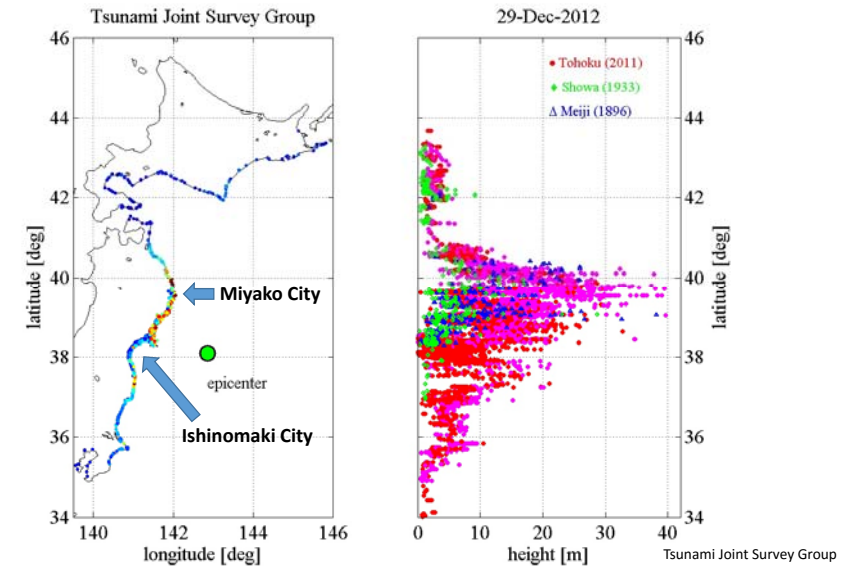 Tsunami Joint Survey Group
46
44
42
40
38
36
34
latitude [deg]
Miyako City
epicenter
Ishinomaki City
140 142 144 146
longitude [deg]
29-Dec-2012
• Tohoku (2011)
♦ Showa (1933)
Δ Meiji (1896)
46
44
42
40
38
36
34
latitude [deg]
0 10 20 30 40
height [m]
Tsunami Joint Survey Group